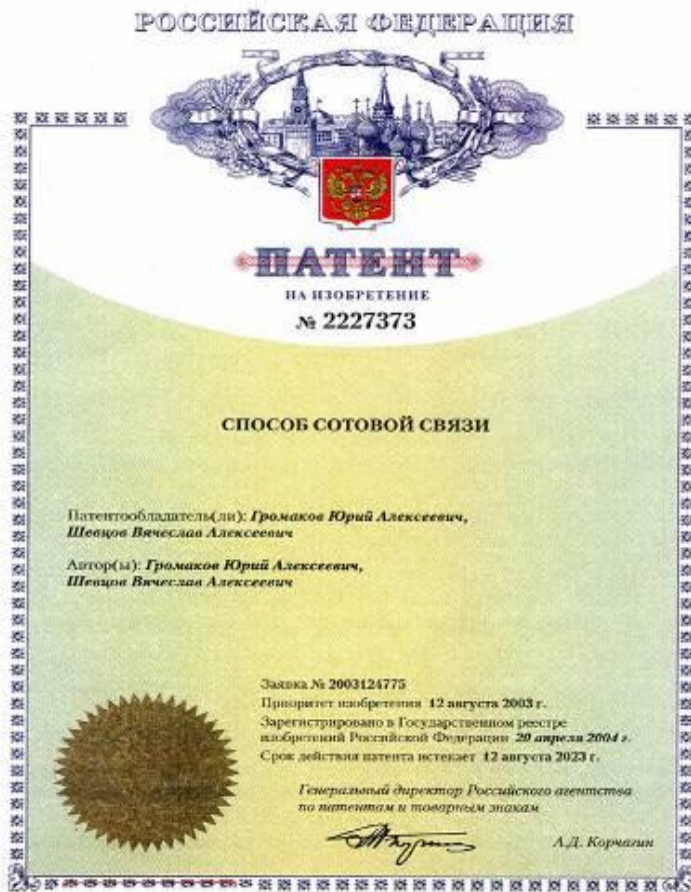 РОССИЙСКАЯ ФЕДЕРАЦИЯ
ПАТЕНТ
НА ИЗОБРЕТЕНИЕ
№ 2227373
СПОСОБ СОТОВОЙ СВЯЗИ
Патентообладатель(ли): Громаков Юрий Алексеевич,
Шевцов Вячеслав Алексеевич
Автор(ы): Громаков Юрий Алексеевич,
Шевцов Вячеслав Алексеевич
Заявка № 2003124775
Приоритет изобретения 12 августа 2003 г.
Зарегистрировано в Государственном реестре
изобретений Российской Федерации 20 апреля 2004 г.
Срок действия патента истекает 12 августа 2023 г.
Генеральный директор Российского агентства
по патентам и товарным знакам
А.Д. Корчагин